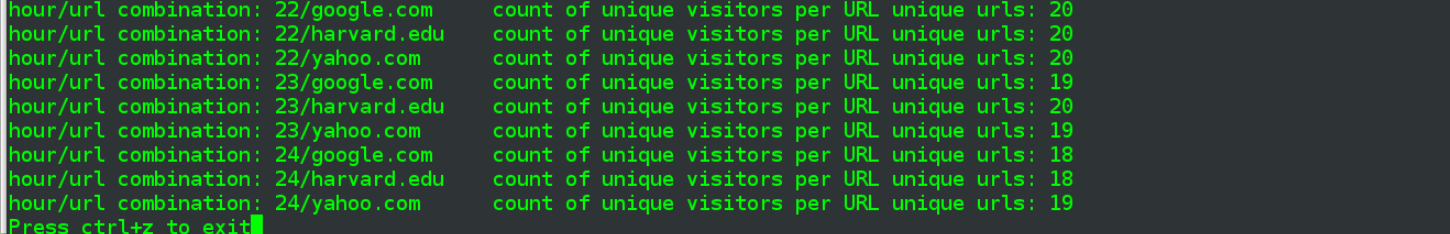 hour/url combination: 22/google.com count of unique visitors per URL unique urls: 20
hour/url combination: 22/harvard.edu count of unique visitors per URL unique urls: 20
hour/url combination: 22/yahoo.com count of unique visitors per URL unique urls: 20
hour/url combination: 23/google.com count of unique visitors per URL unique urls: 19
hour/url combination: 23/harvard.edu count of unique visitors per URL unique urls: 20
hour/url combination: 23/yahoo.com count of unique visitors per URL unique urls: 19
hour/url combination: 24/google.com count of unique visitors per URL unique urls: 18
hour/url combination: 24/harvard.edu count of unique visitors per URL unique urls: 18
hour/url combination: 24/yahoo.com count of unique visitors per URL unique urls: 19
Press ctrl+z to exit